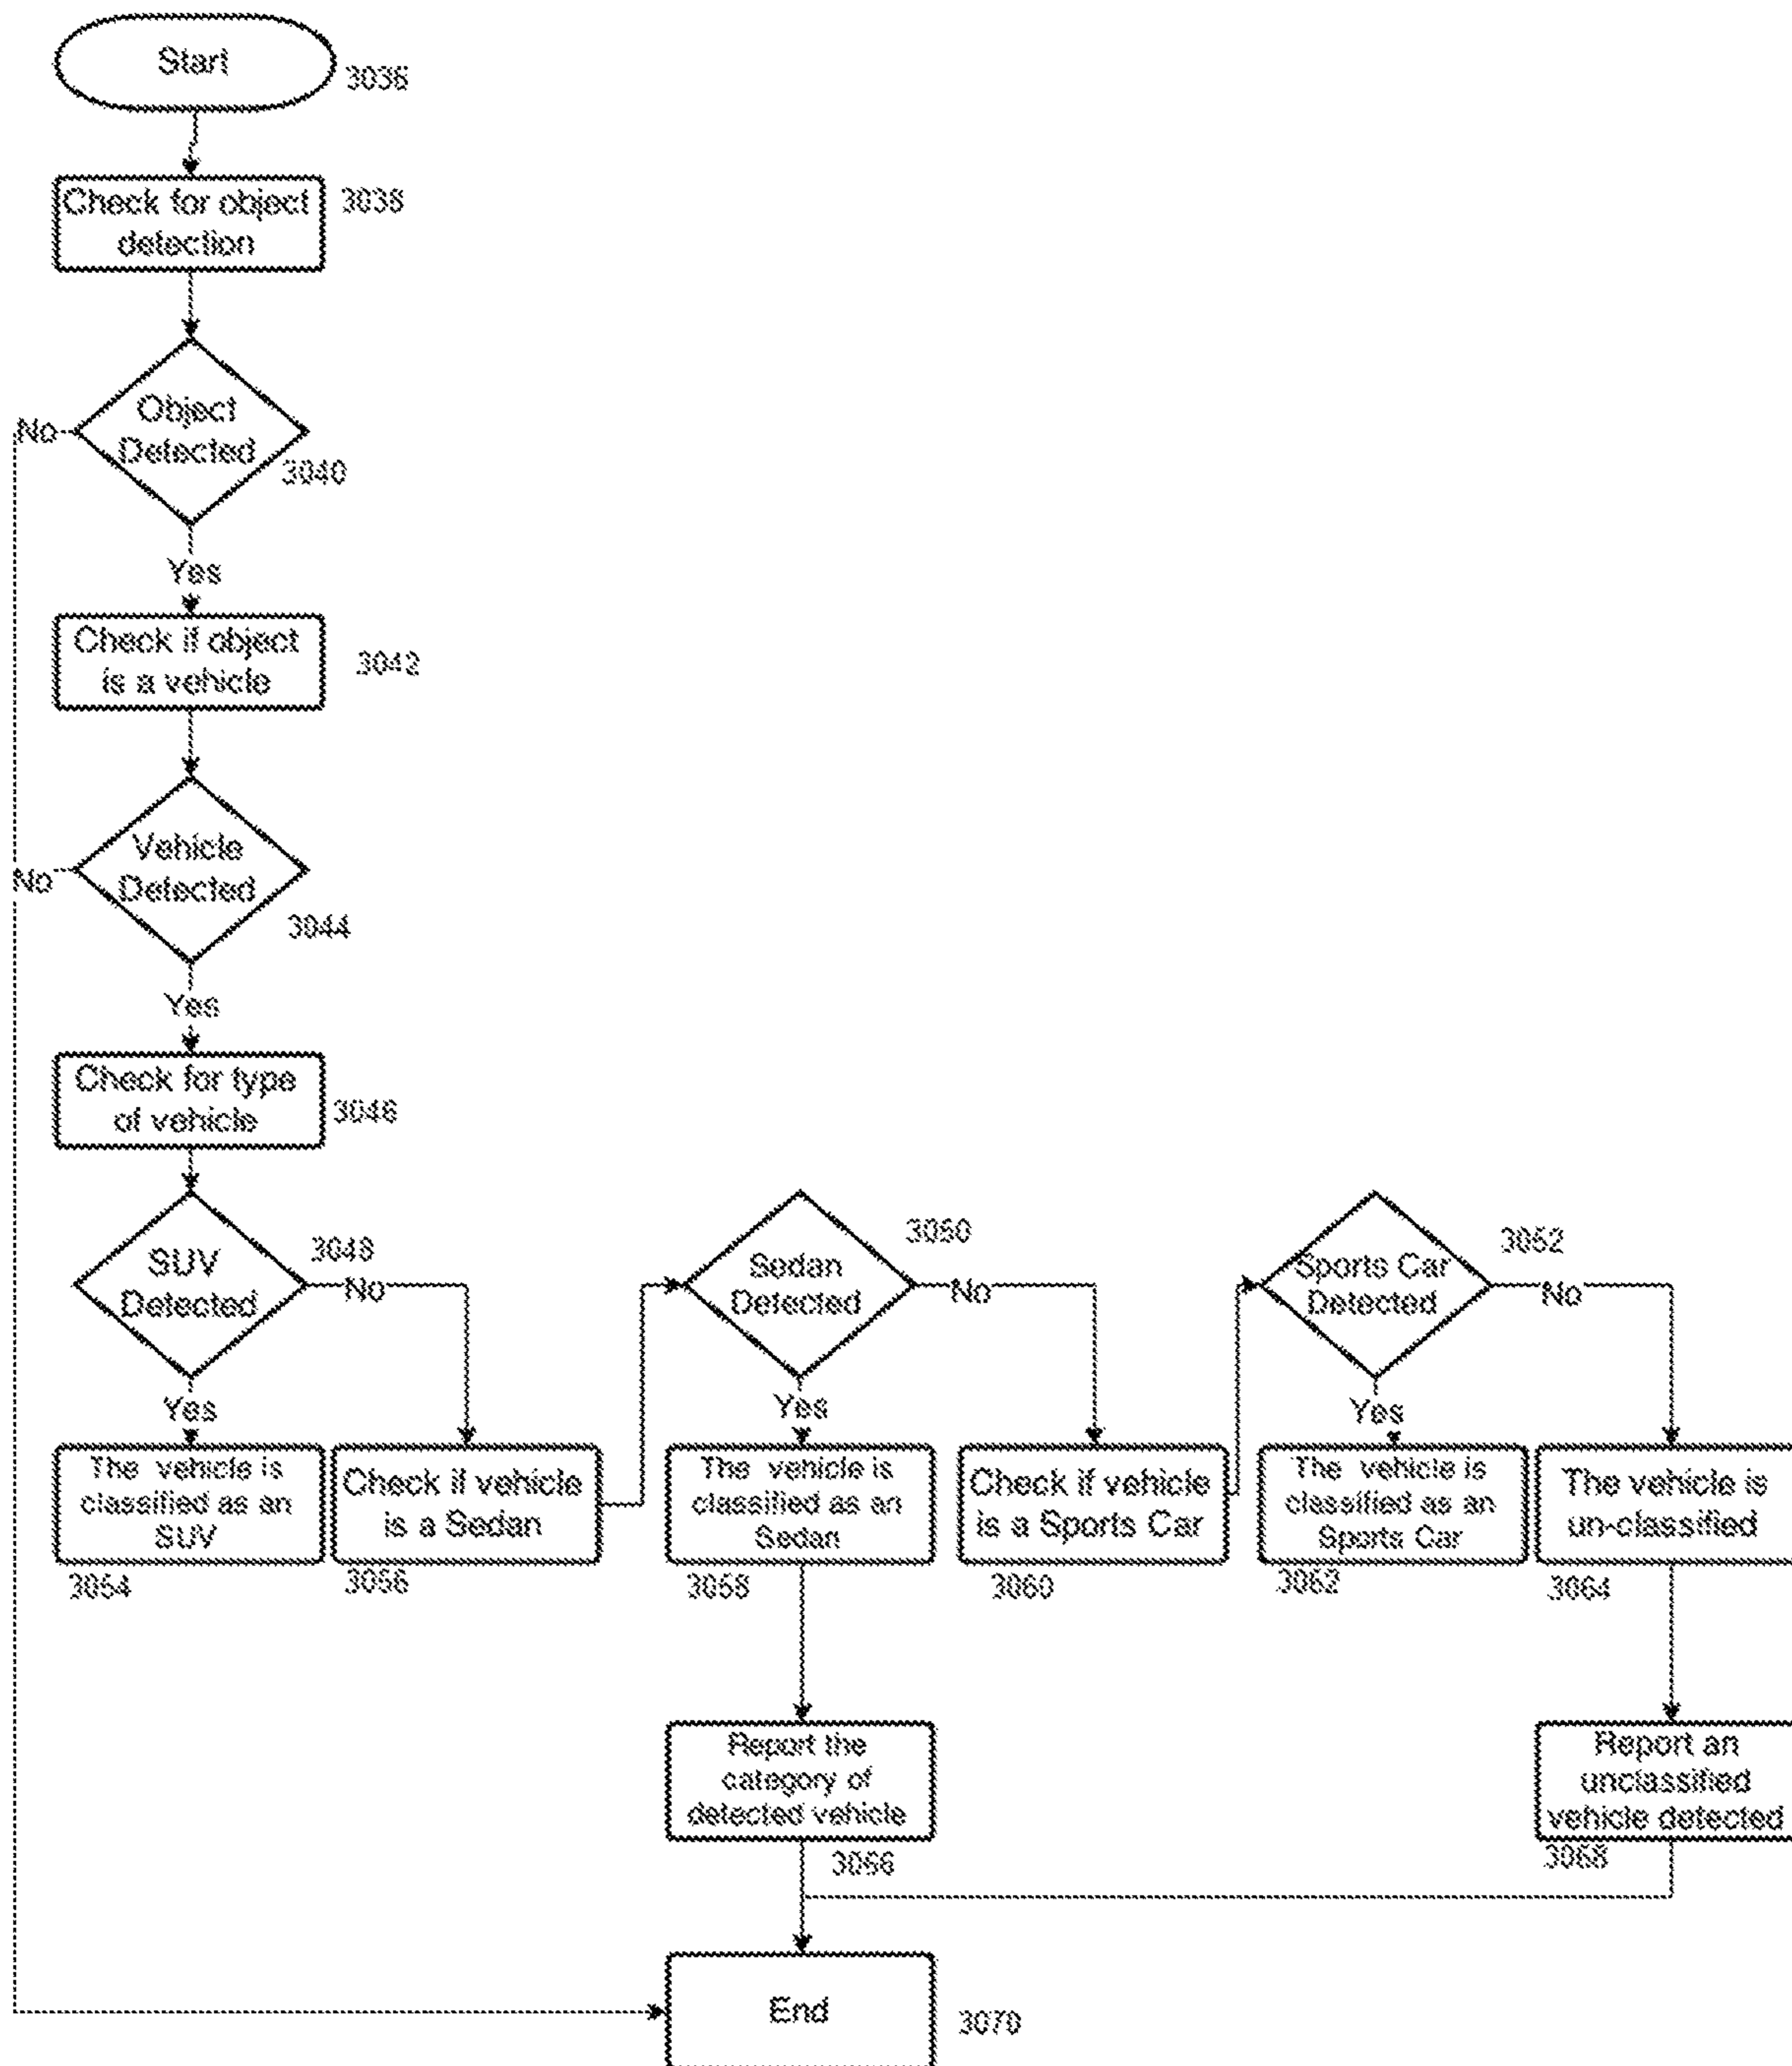 Start
3036
Check for object
detection
3038
Object
Detected
3040
No
Yes
Check if object
is a vehicle
3042
Vehicle
Detected
3044
No
Yes
Check for type
of vehicle
3046
SUV
Detected
3048
No
Yes
Sedan
Detected
3050
No
Yes
Sports Car
Detected
3052
No
Yes
The vehicle is
classified as an
SUV
3054
Check if vehicle
is a Sedan
3056
The vehicle is
classified as an
Sedan
3058
Check if vehicle
is a Sports Car
3060
The vehicle is
classified as an
Sports Car
3062
The vehicle is
un-classified
3064
Report the
category of
detected vehicle
3066
Report an
unclassified
vehicle detected
3068
End
3070